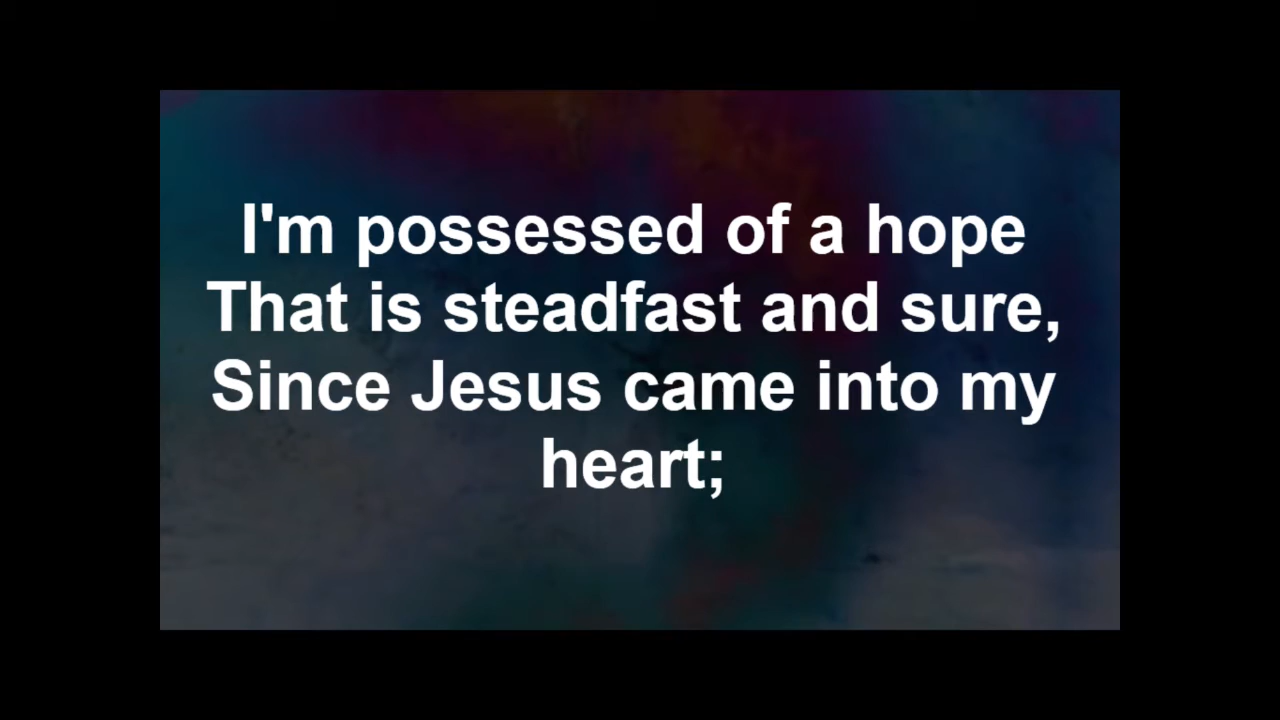 I'm possessed of a hope
That is steadfast and sure,
Since Jesus came into my
heart;